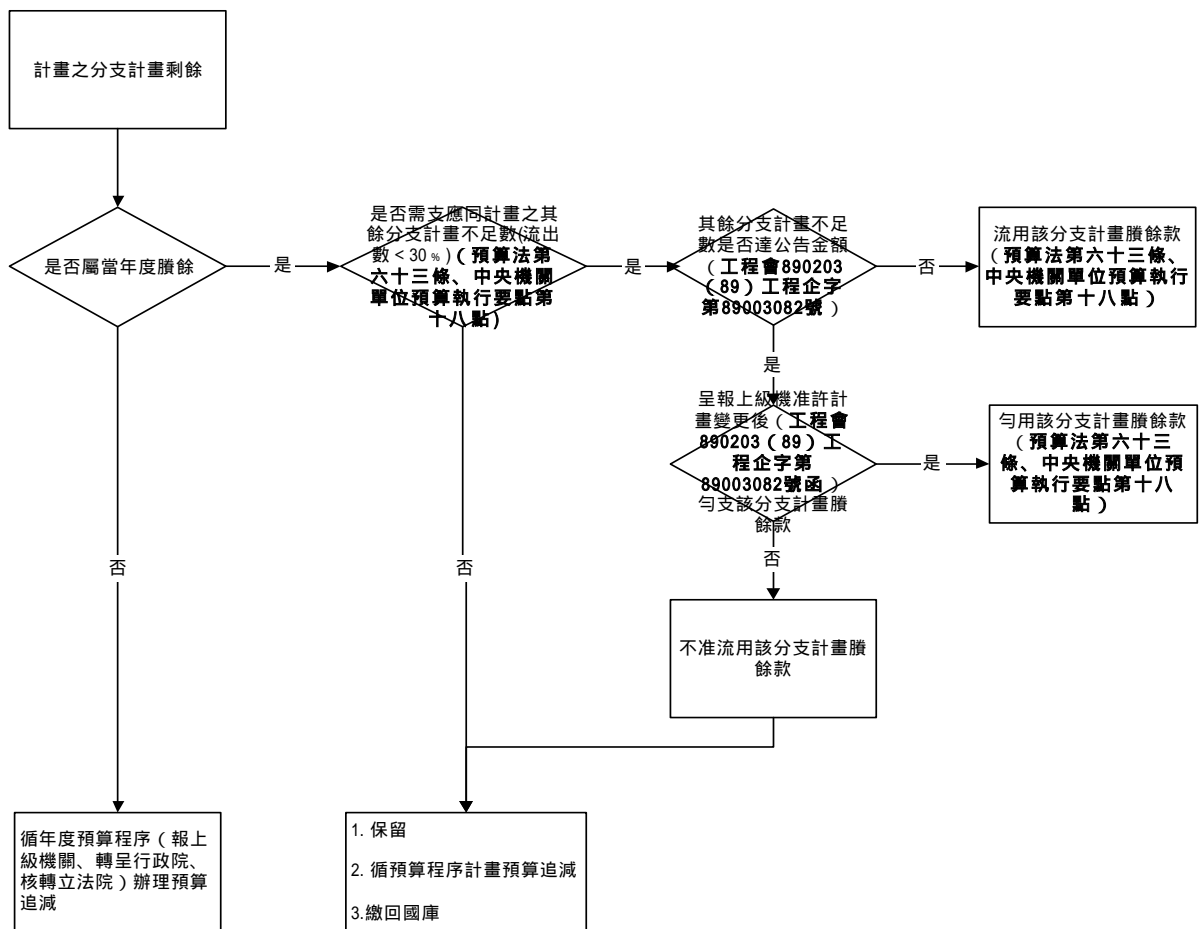 計畫之分支計畫剩餘
是否屬當年度賸餘
是
是否需支應同計畫之其
餘分支計畫不足數(流出
數<30%)(預算法第
六十三條、中央機關
單位預算執行要點第
十八點)
是
其餘分支計畫不足
數是否達公告金額
(工程會890203
(89)工程企字
第89003082號)
否
流用該分支計畫賸餘款
(預算法第六十三條、
中央機關單位預算執行
要點第十八點)
是
呈報上級機准許計
畫變更後(工程會
890203(89)工
程企字第
89003082號函)
勻支該分支計畫賸
餘款
是
勻用該分支計畫賸餘款
(預算法第六十三
條、中央機關單位預
算執行要點第十八
點)
否
否
否
不准流用該分支計畫賸
餘款
循年度預算程序(報上
級機關、轉呈行政院、
核轉立法院)辦理預算
追減
1. 保留
2. 循預算程序計畫預算追減
3.繳回國庫